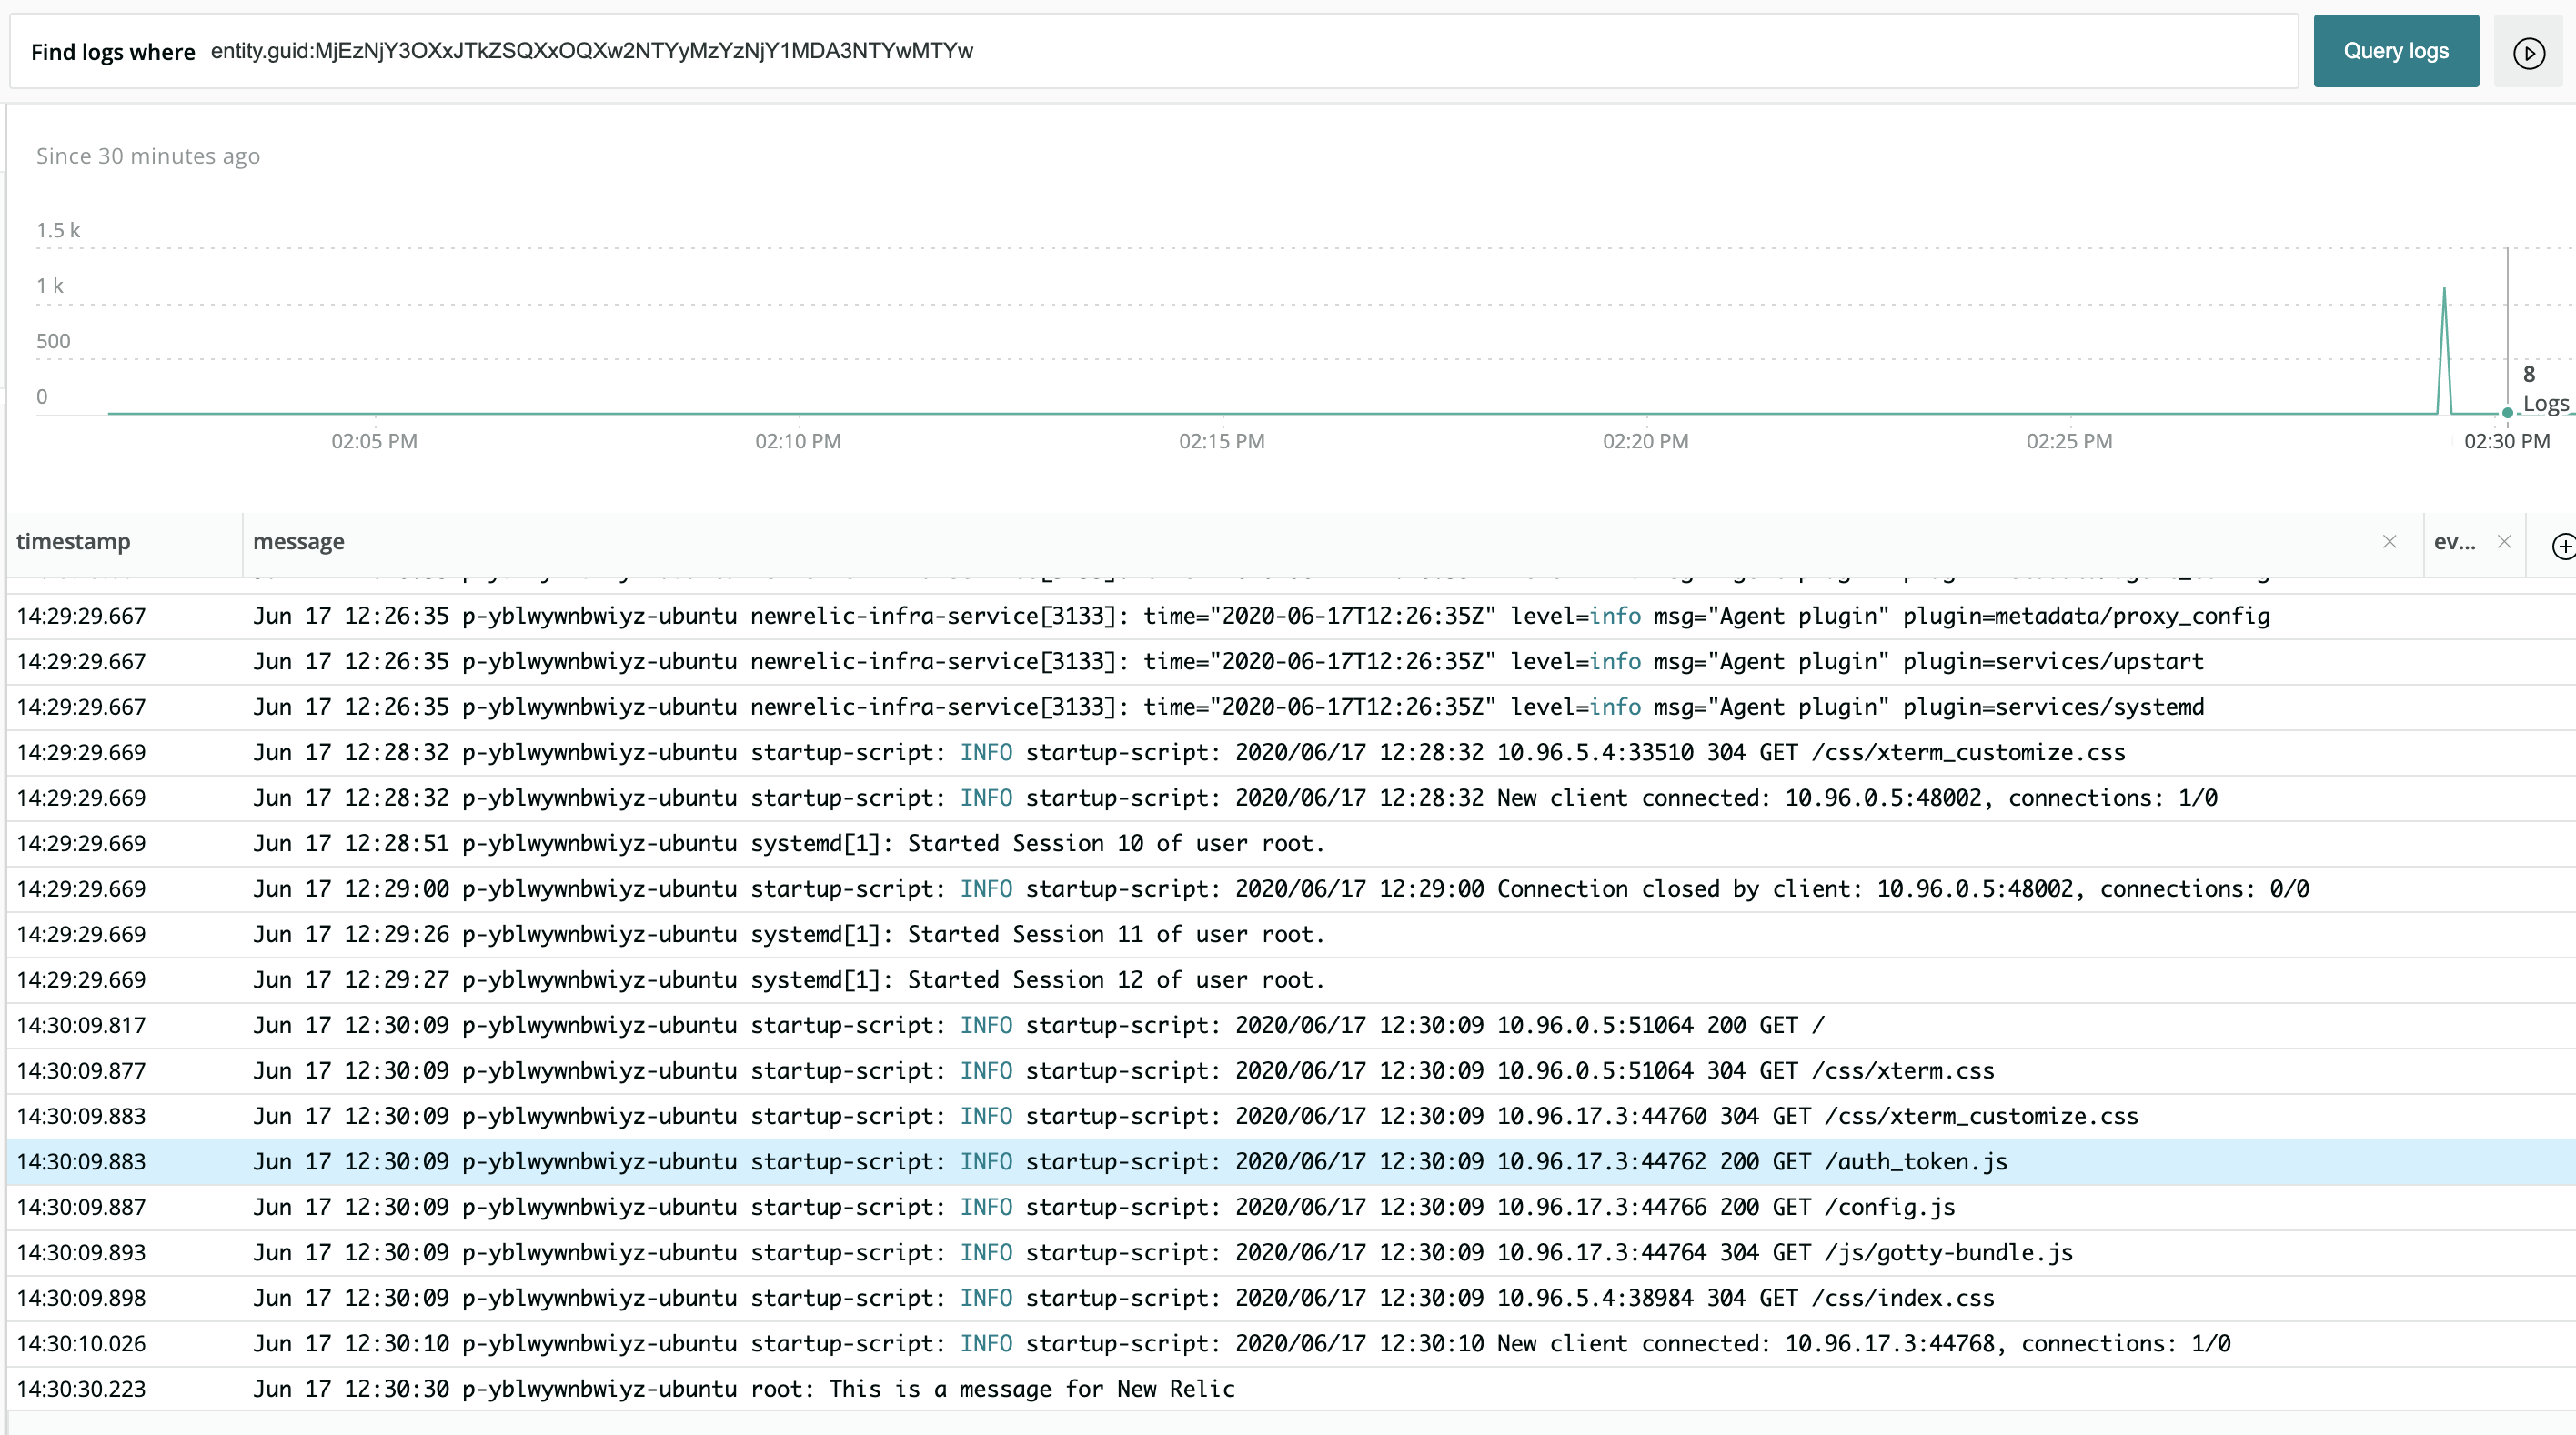 Find logs where entity.guid:MjEzNjY3OXxJTkZSQXxOQXw2NTYyMzYzNjY1MDA3NTYwMTYw Query logs
Since 30 minutes ago
1.5 k
1 k
500
0
8
Logs
02:05 PM 02:10 PM 02:15 PM 02:20 PM 02:25 PM 02:30 PM
timestamp message ev...
14:29:29.667 Jun 17 12:26:35 p-yblwywnbwiyz-ubuntu newrelic-infra-service[3133]: time="2020-06-17T12:26:35Z" level=info msg="Agent plugin" plugin=metadata/proxy_config
14:29:29.667 Jun 17 12:26:35 p-yblwywnbwiyz-ubuntu newrelic-infra-service[3133]: time="2020-06-17T12:26:35Z" level=info msg="Agent plugin" plugin=services/upstart
14:29:29.667 Jun 17 12:26:35 p-yblwywnbwiyz-ubuntu newrelic-infra-service[3133]: time="2020-06-17T12:26:35Z" level=info msg="Agent plugin" plugin=services/systemd
14:29:29.669 Jun 17 12:28:32 p-yblwywnbwiyz-ubuntu startup-script: INFO startup-script: 2020/06/17 12:28:32 10.96.5.4:33510 304 GET /css/xterm_customize.css
14:29:29.669 Jun 17 12:28:32 p-yblwywnbwiyz-ubuntu startup-script: INFO startup-script: 2020/06/17 12:28:32 New client connected: 10.96.0.5:48002, connections: 1/0
14:29:29.669 Jun 17 12:28:51 p-yblwywnbwiyz-ubuntu systemd[1]: Started Session 10 of user root.
14:29:29.669 Jun 17 12:29:00 p-yblwywnbwiyz-ubuntu startup-script: INFO startup-script: 2020/06/17 12:29:00 Connection closed by client: 10.96.0.5:48002, connections: 0/0
14:29:29.669 Jun 17 12:29:26 p-yblwywnbwiyz-ubuntu systemd[1]: Started Session 11 of user root.
14:29:29.669 Jun 17 12:29:27 p-yblwywnbwiyz-ubuntu systemd[1]: Started Session 12 of user root.
14:30:09.817 Jun 17 12:30:09 p-yblwywnbwiyz-ubuntu startup-script: INFO startup-script: 2020/06/17 12:30:09 10.96.0.5:51064 200 GET /
14:30:09.877 Jun 17 12:30:09 p-yblwywnbwiyz-ubuntu startup-script: INFO startup-script: 2020/06/17 12:30:09 10.96.0.5:51064 304 GET /css/xterm.css
14:30:09.883 Jun 17 12:30:09 p-yblwywnbwiyz-ubuntu startup-script: INFO startup-script: 2020/06/17 12:30:09 10.96.17.3:44760 304 GET /css/xterm_customize.css
14:30:09.883 Jun 17 12:30:09 p-yblwywnbwiyz-ubuntu startup-script: INFO startup-script: 2020/06/17 12:30:09 10.96.17.3:44762 200 GET /auth_token.js
14:30:09.887 Jun 17 12:30:09 p-yblwywnbwiyz-ubuntu startup-script: INFO startup-script: 2020/06/17 12:30:09 10.96.17.3:44766 200 GET /config.js
14:30:09.893 Jun 17 12:30:09 p-yblwywnbwiyz-ubuntu startup-script: INFO startup-script: 2020/06/17 12:30:09 10.96.17.3:44764 304 GET /js/gotty-bundle.js
14:30:09.898 Jun 17 12:30:09 p-yblwywnbwiyz-ubuntu startup-script: INFO startup-script: 2020/06/17 12:30:09 10.96.5.4:38984 304 GET /css/index.css
14:30:10.026 Jun 17 12:30:10 p-yblwywnbwiyz-ubuntu startup-script: INFO startup-script: 2020/06/17 12:30:10 New client connected: 10.96.17.3:44768, connections: 1/0
14:30:30.223 Jun 17 12:30:30 p-yblwywnbwiyz-ubuntu root: This is a message for New Relic